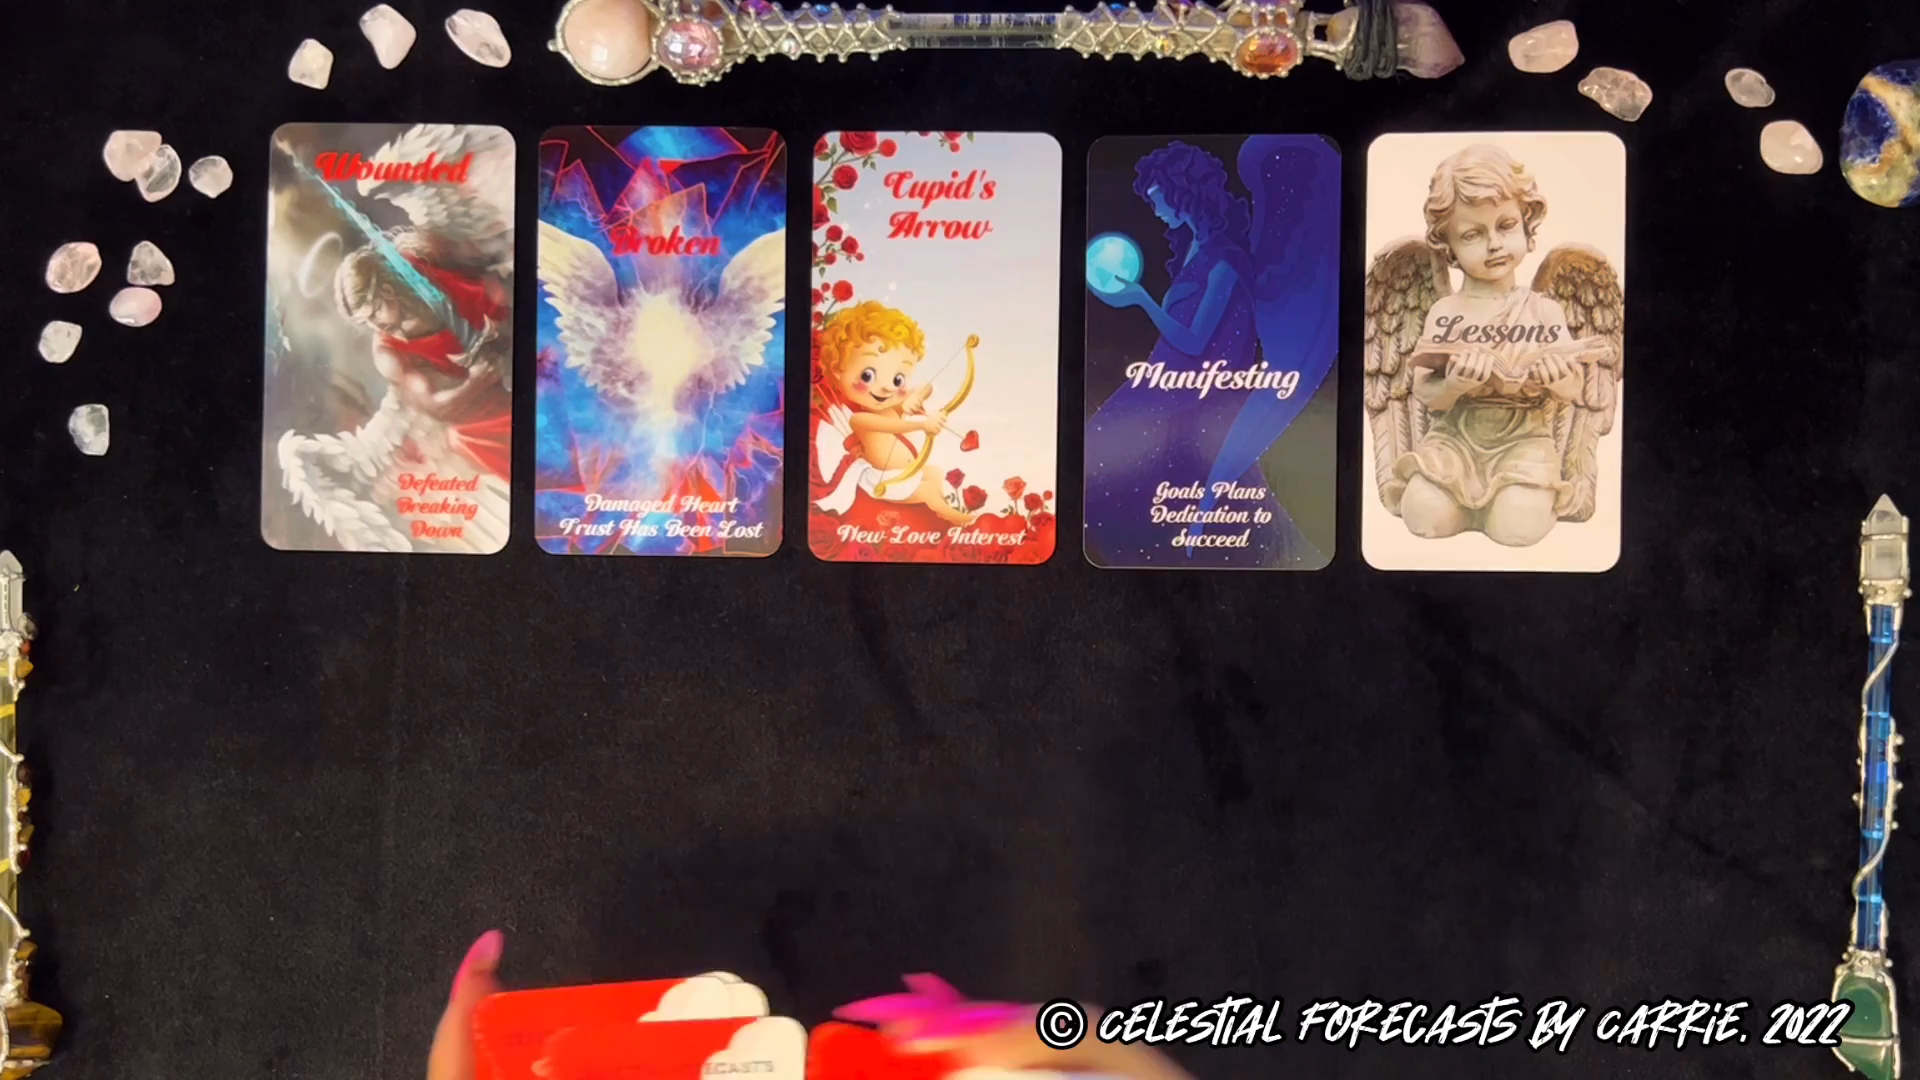 Wounded
Defeated
Breaking
Down
Broken
Damaged Heart
Trust Has Been Lost
Cupid's
Arrow
New Love Interest
Manifesting
Goals Plans
Dedication to
Succeed
Lessons
ECASTS
© CELESTIAL FORECASTS BY CARRIE. 2022